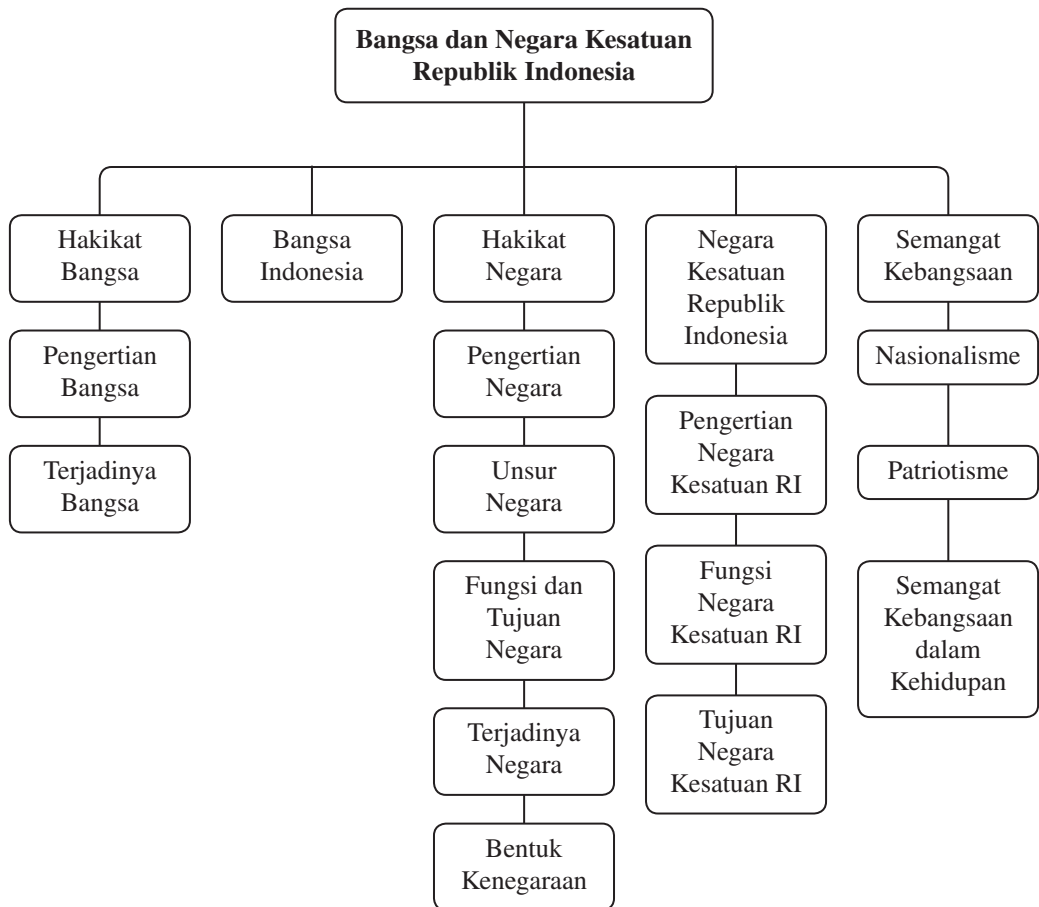 Bangsa dan Negara Kesatuan
Republik Indonesia
Hakikat
Bangsa
Pengertian
Bangsa
Terjadinya
Bangsa
Bangsa
Indonesia
Hakikat
Negara
Pengertian
Negara
Unsur
Negara
Fungsi dan
Tujuan
Negara
Terjadinya
Negara
Bentuk
Kenegaraan
Negara
Kesatuan
Republik
Indonesia
Pengertian
Negara
Kesatuan RI
Fungsi
Negara
Kesatuan RI
Tujuan
Negara
Kesatuan RI
Semangat
Kebangsaan
Nasionalisme
Patriotisme
Semangat
Kebangsaan
dalam
Kehidupan